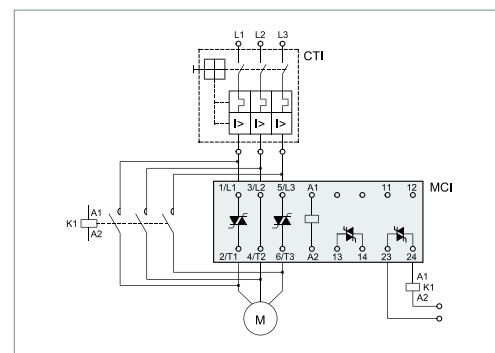 L1 L2 L3
CTI
I> I> I>
1/L1 3/L2 5/L3 A1 11 12 MCI
A1
K1
A2
2/T1 4/T2 6/T3 A2 13 14 23 24
A1
K1
A2
M